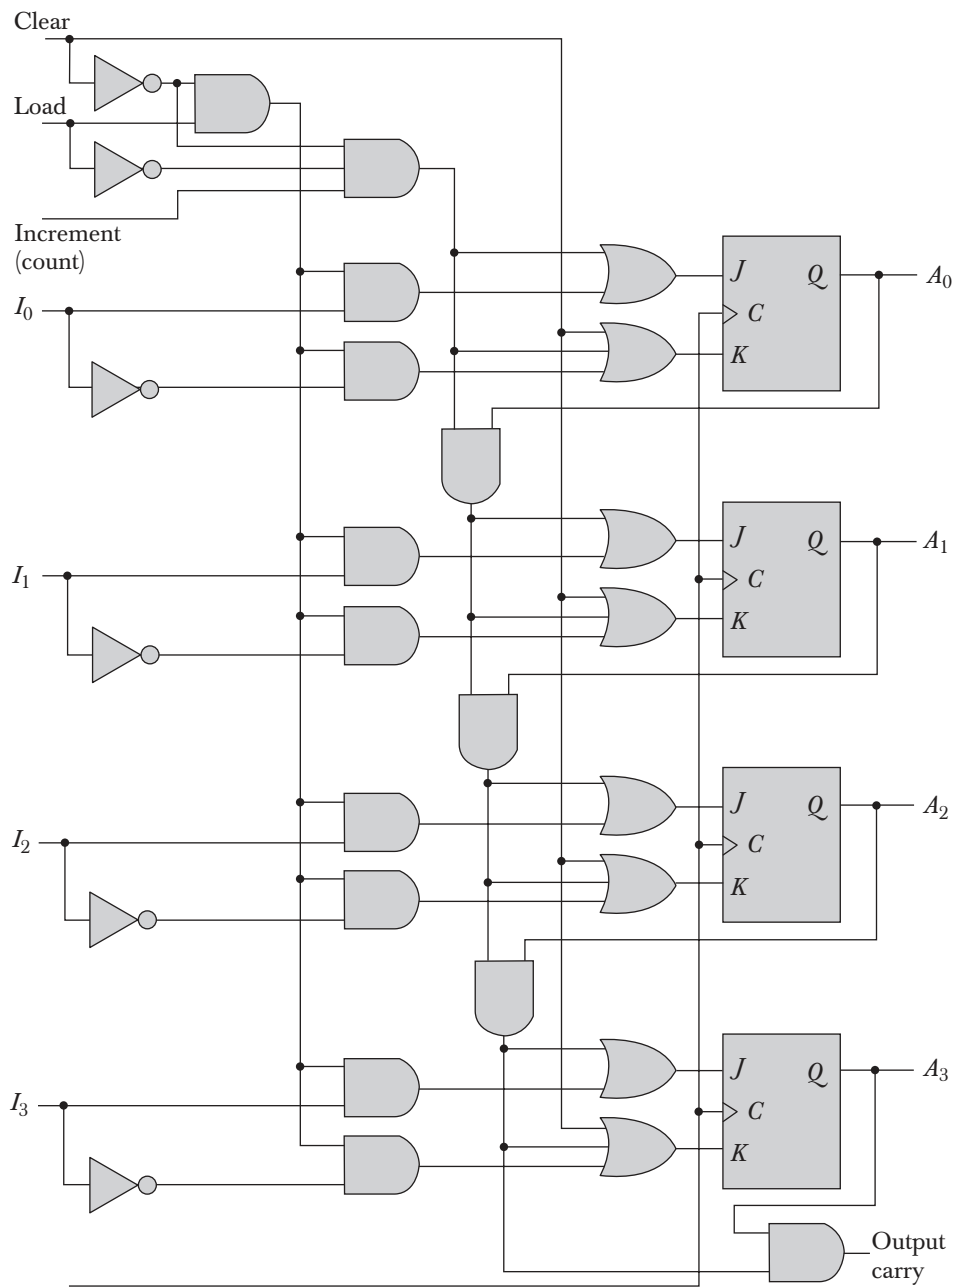 Clear
Load
Increment
(count)
J Q A0
I0
C
K
J Q A1
I1
C
K
J Q A2
I2
C
K
J Q A3
I3
C
K
Output
carry